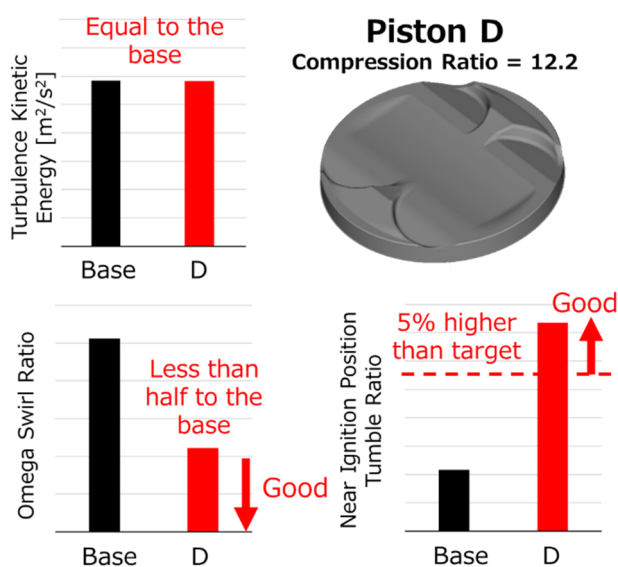 Equal to the
base
Turbulence Kinetic
Energy [m²/s²]
Base
D
Piston D
Compression Ratio = 12.2
Omega Swirl Ratio
Less than
half to the
base
Good
Base
D
Near Ignition Position
Tumble Ratio
5% higher
than target
Good
Base
D